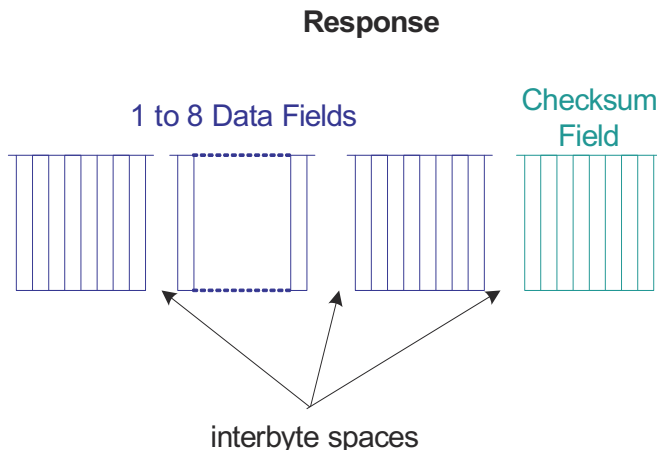 Response
1 to 8 Data Fields
Checksum
Field
interbyte spaces